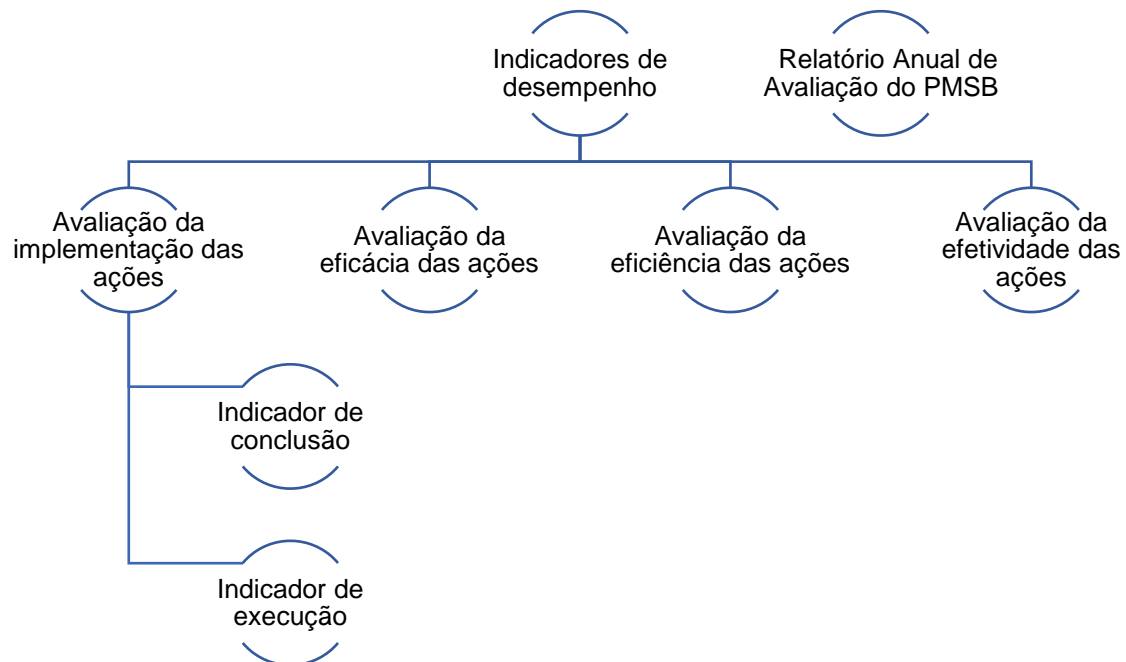 Indicadores de
desempenho
Relatório Anual de
Avaliação do PMSB
Avaliação da
implementação das
ações
Avaliação da
eficácia das ações
Avaliação da
eficiência das ações
Avaliação da
efetividade das
ações
Indicador de
conclusão
Indicador de
execução